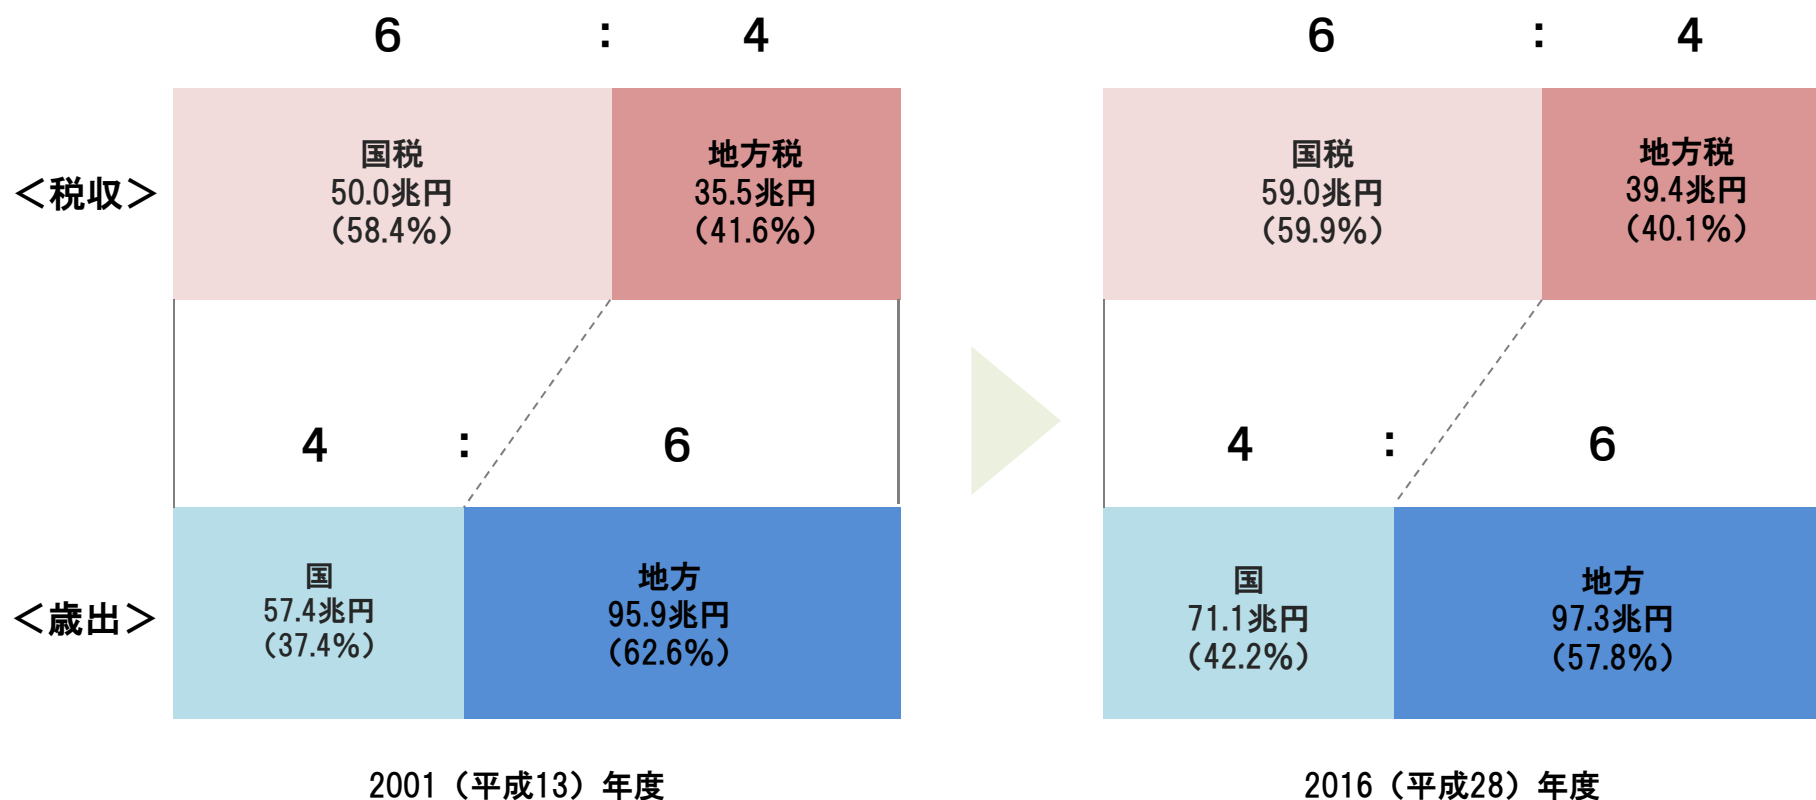 6 : 4
<税収>
国税
50.0兆円
(58.4%)
地方税
35.5兆円
(41.6%)
4 : 6
<歳出>
国
57.4兆円
(37.4%)
地方
95.9兆円
(62.6%)
2001（平成13）年度
6 : 4
国税
59.0兆円
(59.9%)
地方税
39.4兆円
(40.1%)
4 : 6
国
71.1兆円
(42.2%)
地方
97.3兆円
(57.8%)
2016（平成28）年度